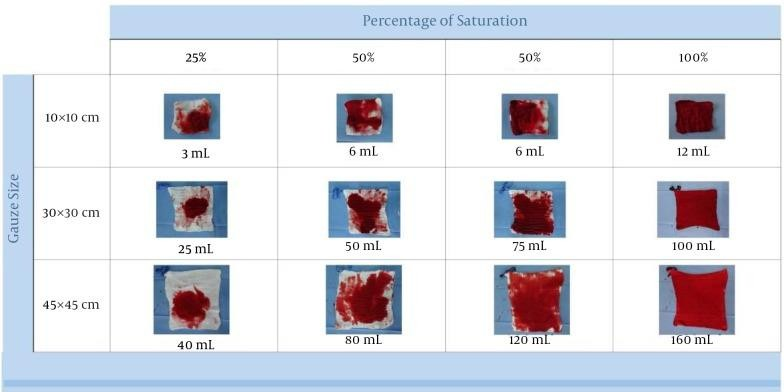 Percentage of Saturation
25% 50% 50% 100%
Gauze Size
10×10 cm
3 mL 6 mL 6 mL 12 mL
30×30 cm
25 mL 50 mL 75 mL 100 mL
45×45 cm
40 mL 80 mL 120 mL 160 mL